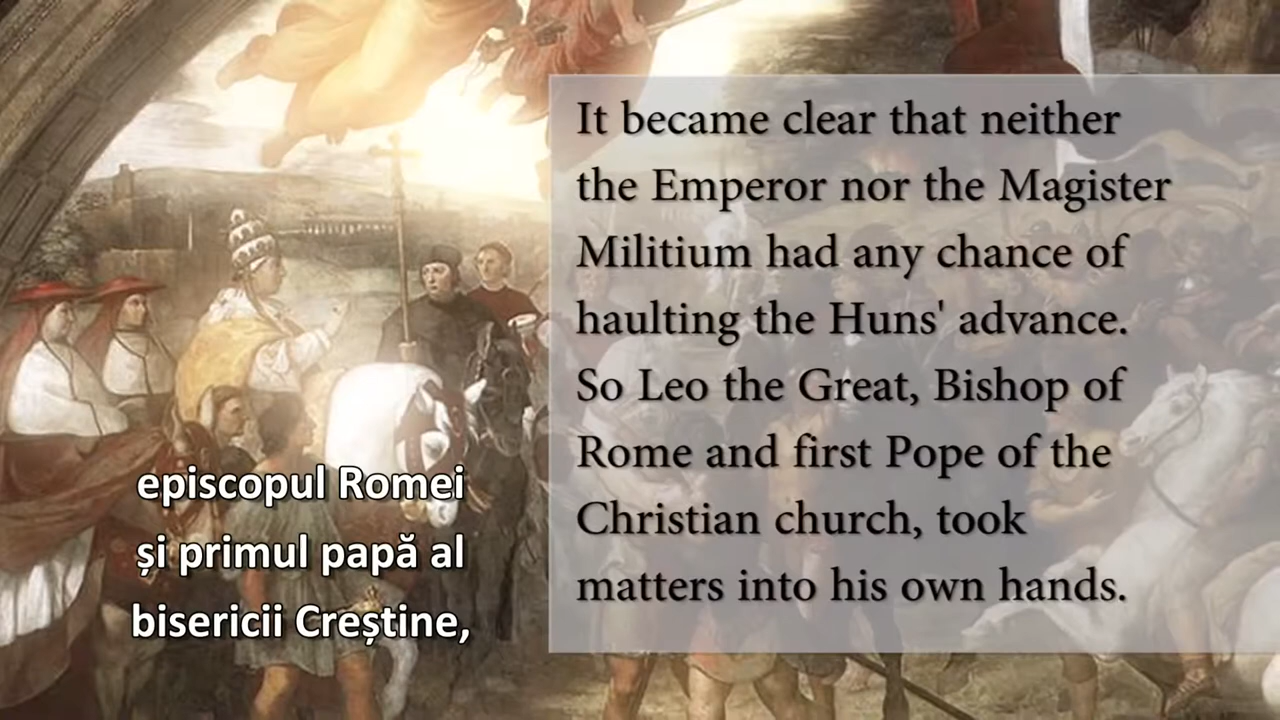 It became clear that neither
the Emperor nor the Magister
Militium had any chance of
haulting the Huns' advance.
So Leo the Great, Bishop of
Rome and first Pope of the
Christian church, took
matters into his own hands.
episcopul Romei
și primul papă al
bisericii Creștine,